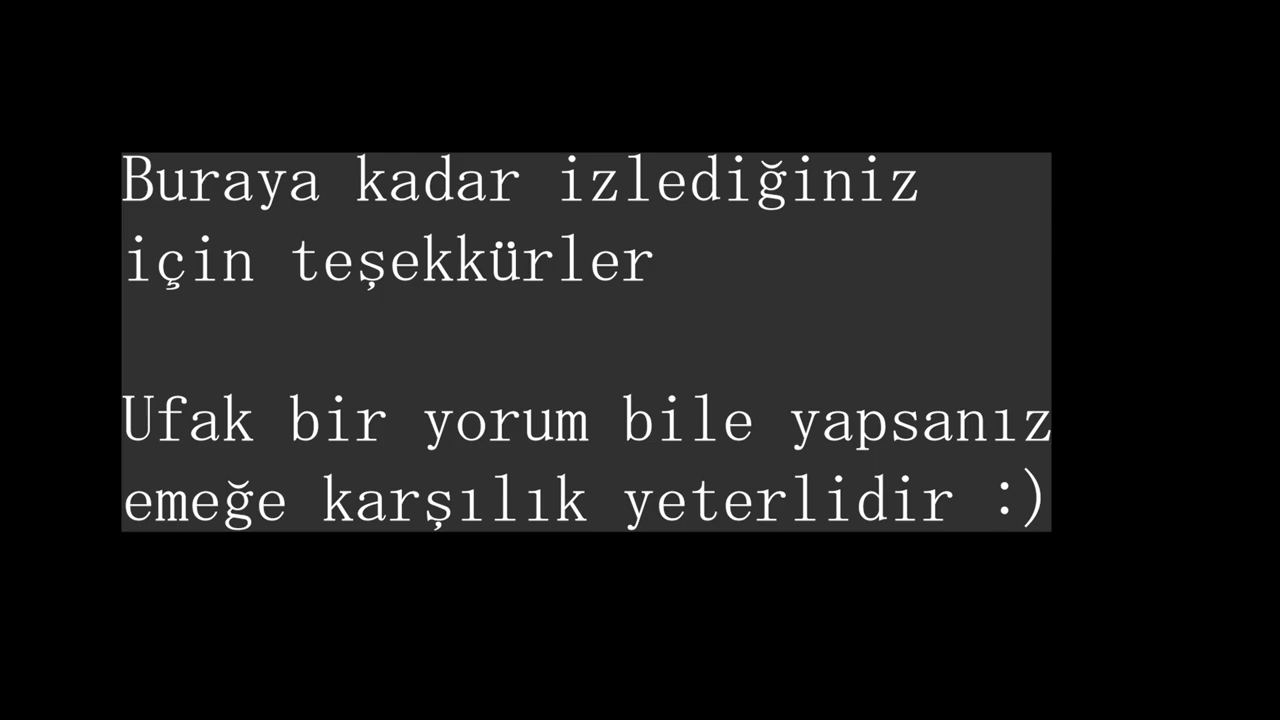 Buraya kadar izlediğiniz
için teşekkürler
Ufak bir yorum bile yapsanız
emeğe karşılık yeterlidir :)